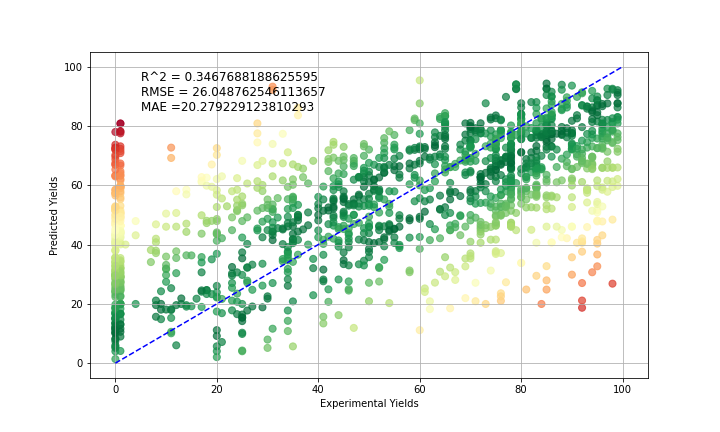 R^2 = 0.3467688188625595
RMSE = 26.048762546113657
MAE =20.279229123810293
100
80
60
40
20
0
Predicted Yields
0 20 40 60 80 100
Experimental Yields